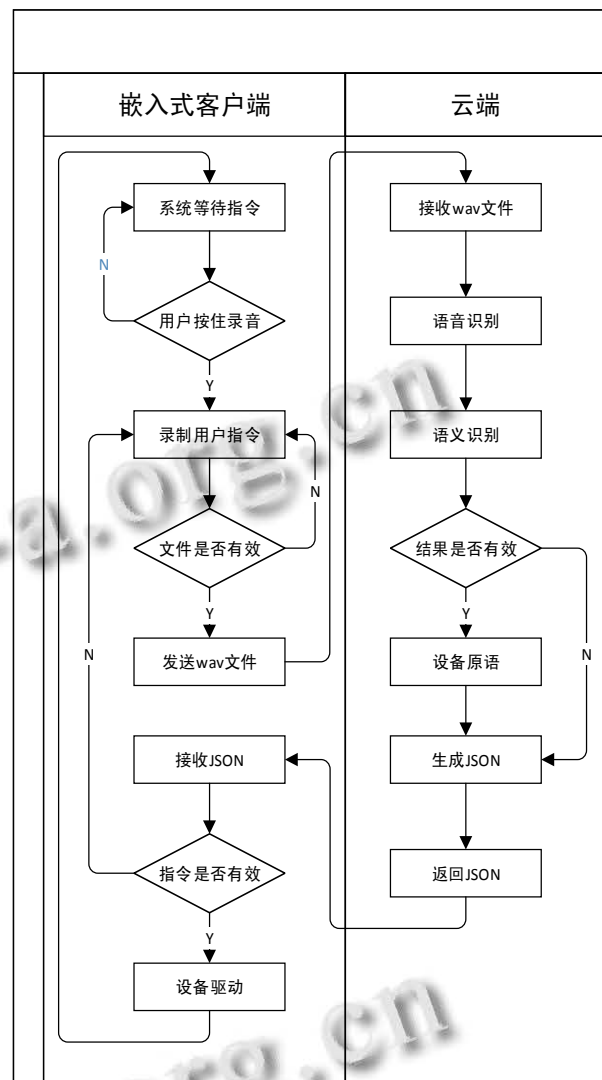 嵌入式客户端
云端
系统等待指令
N
用户按住录音
Y
录制用户指令
N
文件是否有效
Y
发送wav文件
N
接收JSON
指令是否有效
Y
设备驱动
接收wav文件
语音识别
语义识别
结果是否有效
Y
设备原语
N
生成JSON
返回JSON
a.org.cn
org.cn